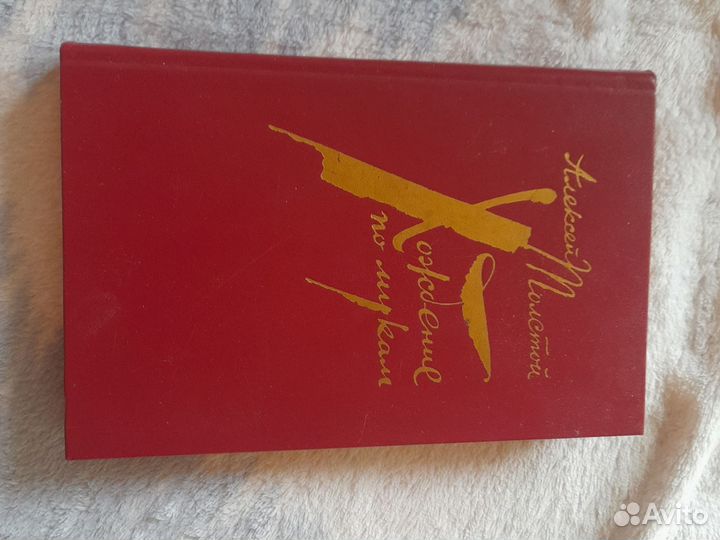 Алексей Толстой
Хождение
по мукам
Avito